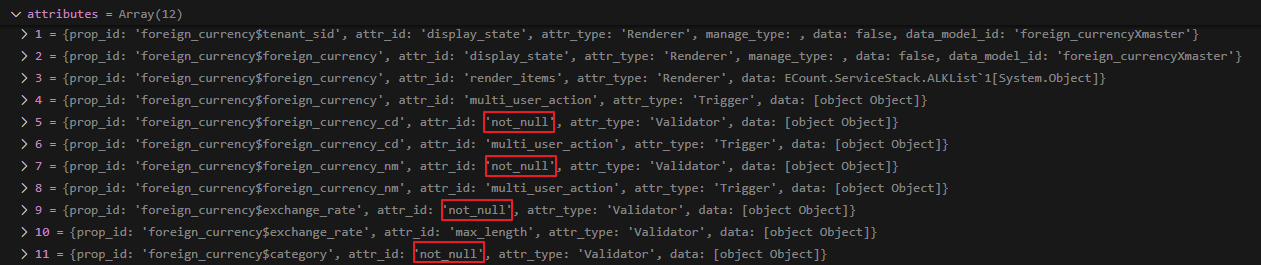 attributes = Array(12)
1 = {prop_id: 'foreign_currency$tenant_sid', attr_id: 'display_state', attr_type: 'Renderer', manage_type: , data: false, data_model_id: 'foreign_currencyXmaster'}
2 = {prop_id: 'foreign_currency$foreign_currency', attr_id: 'display_state', attr_type: 'Renderer', manage_type: , data: false, data_model_id: 'foreign_currencyXmaster'}
3 = {prop_id: 'foreign_currency$foreign_currency', attr_id: 'render_items', attr_type: 'Renderer', data: ECount.ServiceStack.ALKList`1[System.Object]}
4 = {prop_id: 'foreign_currency$foreign_currency', attr_id: 'multi_user_action', attr_type: 'Trigger', data: [object Object]}
5 = {prop_id: 'foreign_currency$foreign_currency_cd', attr_id: 'not_null', attr_type: 'Validator', data: [object Object]}
6 = {prop_id: 'foreign_currency$foreign_currency_cd', attr_id: 'multi_user_action', attr_type: 'Trigger', data: [object Object]}
7 = {prop_id: 'foreign_currency$foreign_currency_nm', attr_id: 'not_null', attr_type: 'Validator', data: [object Object]}
8 = {prop_id: 'foreign_currency$foreign_currency_nm', attr_id: 'multi_user_action', attr_type: 'Trigger', data: [object Object]}
9 = {prop_id: 'foreign_currency$exchange_rate', attr_id: 'not_null', attr_type: 'Validator', data: [object Object]}
10 = {prop_id: 'foreign_currency$exchange_rate', attr_id: 'max_length', attr_type: 'Validator', data: [object Object]}
11 = {prop_id: 'foreign_currency$category', attr_id: 'not_null', attr_type: 'Validator', data: [object Object]}